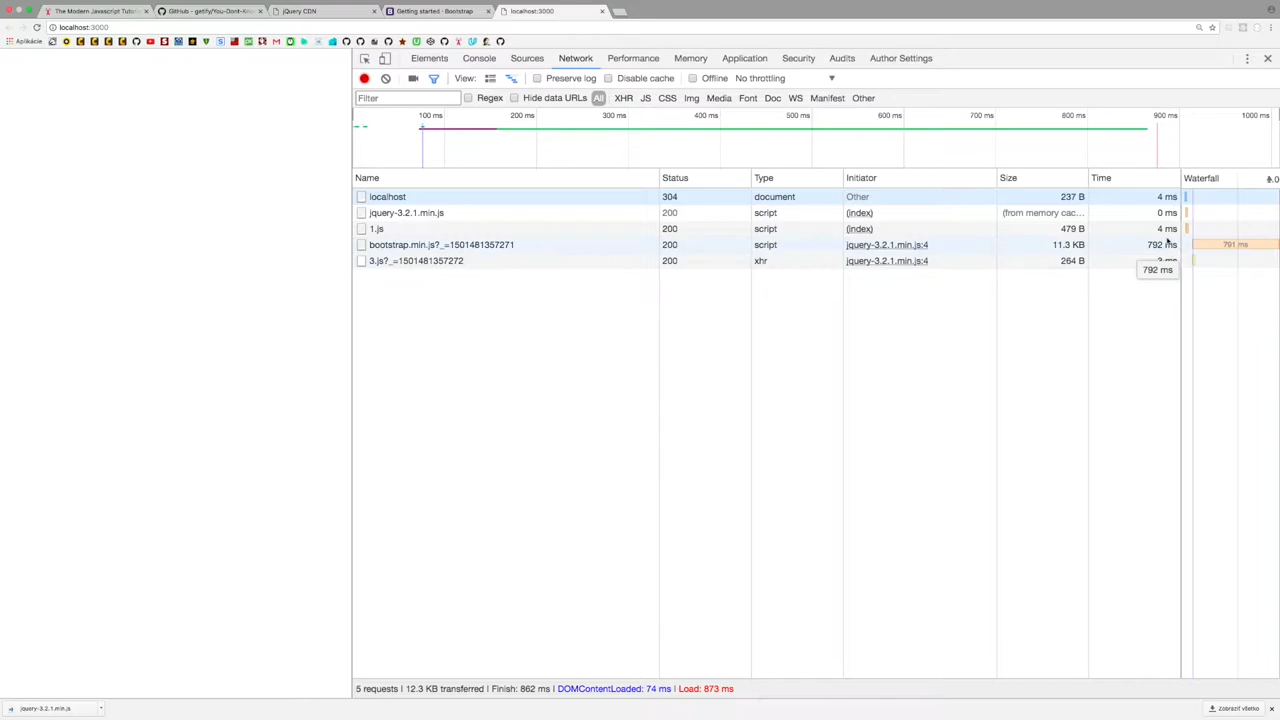 The Modern Javascript Tutori
GitHub - getify/You-Dont-Kno
jQuery CDN
Getting started · Bootstrap
localhost:3000
localhost:3000
Aplikácie
Elements Console Sources Network Performance Memory Application Security Audits Author Settings
View: Preserve log Disable cache Offline No throttling
Filter Regex Hide data URLs All XHR JS CSS Img Media Font Doc WS Manifest Other
100 ms 200 ms 300 ms 400 ms 500 ms 600 ms 700 ms 800 ms 900 ms 1000 ms
Name Status Type Initiator Size Time Waterfall
localhost 304 document Other 237 B 4 ms
jquery-3.2.1.min.js 200 script (index) (from memory cac... 0 ms
1.js 200 script (index) 479 B 4 ms
bootstrap.min.js?_=1501481357271 200 script jquery-3.2.1.min.js:4 11.3 KB 792 ms 791 ms
3.js?_=1501481357272 200 xhr jquery-3.2.1.min.js:4 264 B
792 ms
5 requests | 12.3 KB transferred | Finish: 862 ms | DOMContentLoaded: 74 ms | Load: 873 ms
jquery-3.2.1.min.js
Zobraziť všetko